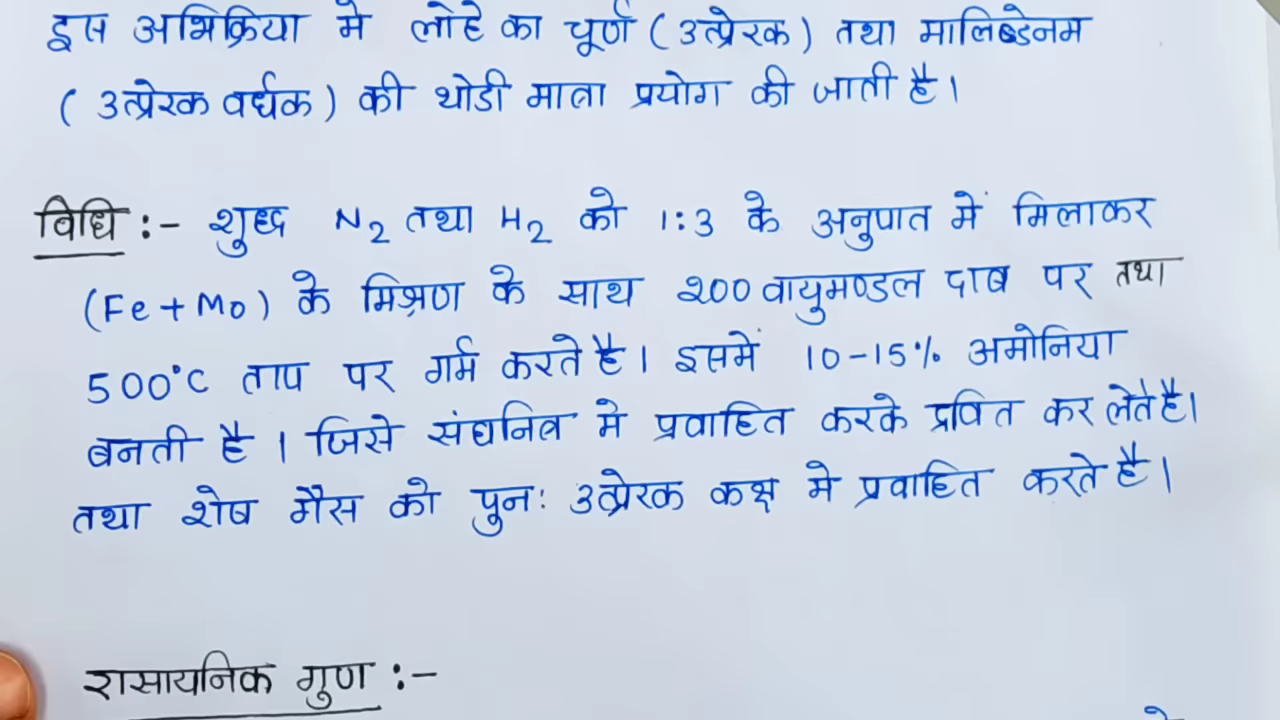 इस अभिक्रिया मे लोहे का चूर्ण ( उत्प्रेरक ) तथा मालिब्डेनम
( उत्प्रेरक वर्धक ) की थोडी मात्रा प्रयोग की जाती है।
विधि :- शुद्ध N2 तथा H2 को 1:3 के अनुपात में मिलाकर
(Fe + Mo) के मिश्रण के साथ 200 वायुमण्डल दाब पर तथा
500°C ताप पर गर्म करते है। इसमें 10-15% अमोनिया
बनती है । जिसे संघनित्र मे प्रवाहित करके द्रवित कर लेते है।
तथा शेष गैस को पुनः उत्प्रेरक कक्ष मे प्रवाहित करते है।
रासायनिक गुण :-